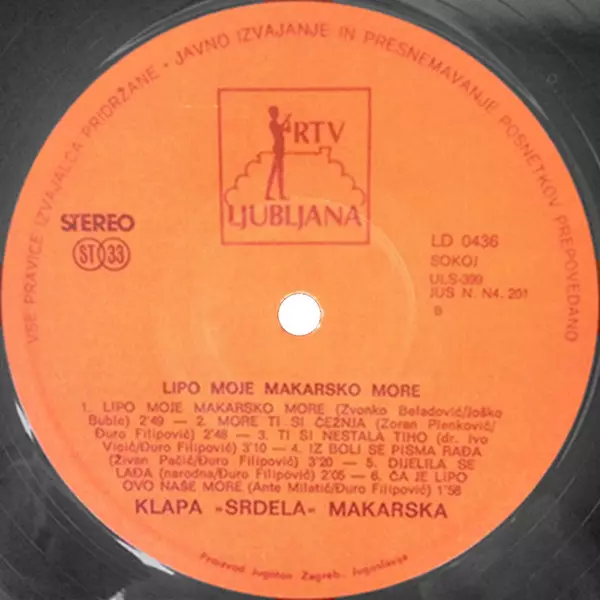 VSE PRAVICE IZVAJALCA PRIDRŽANE · JAVNO IZVAJANJE IN PRESNEMAVANJE POSNETKOV PREPOVEDANO
RTV
LJUBLJANA
STEREO
ST 33
LD 0436
SOKOJ
ULS-399
JUS N. N4. 201
B
LIPO MOJE MAKARSKO MORE
1. LIPO MOJE MAKARSKO MORE (Zvonko Beladović/Joško
Buble) 2'49 — 2. MORE TI SI ČEŽNJA (Zoran Plenković/
Đuro Filipović) 2'48 — 3. TI SI NESTALA TIHO (dr. Ivo
Vigić/Đuro Filipović) 3'10 — 4. IZ BOLI SE PISMA RAĐA
(Živan Pačić/Đuro Filipović) 3'20 — 5. DIJELILA SE
LAĐA (narodna/Đuro Filipović) 2'05 — 6. ČA JE LIPO
OVO NAŠE MORE (Ante Milatić/Đuro Filipović) 1'58
KLAPA »SRDELA« MAKARSKA
Proizvod Jugoton Zagreb, Jugoslavija